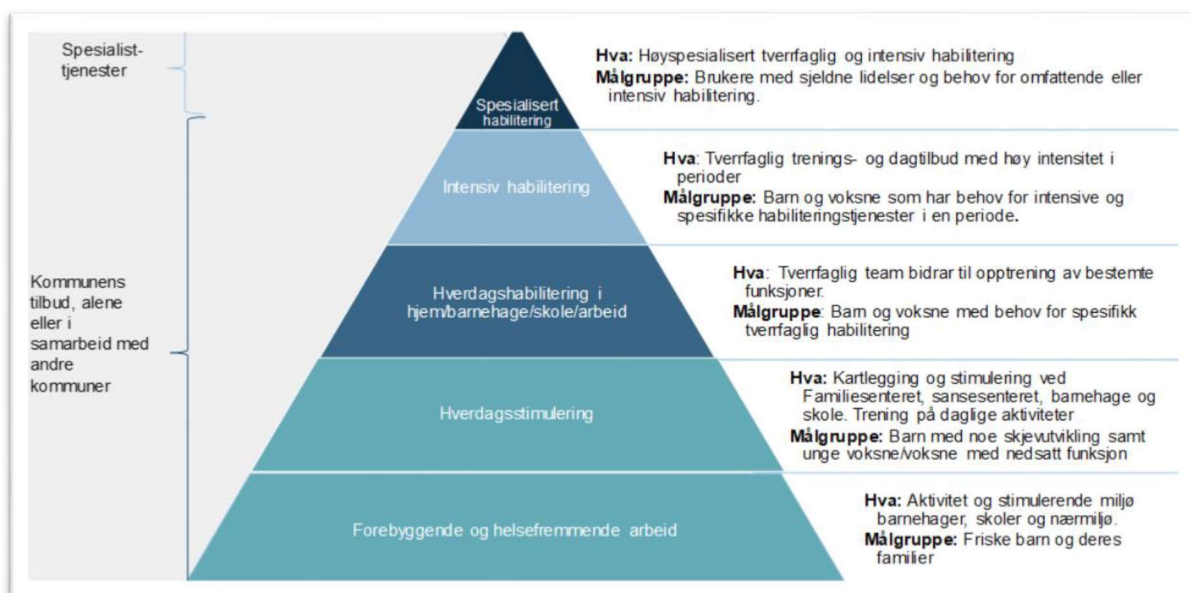 Spesialist-
tjenester
Kommunens
tilbud, alene
eller i
samarbeid med
andre
kommuner
Spesialisert
habilitering
Hva: Høyspesialisert tverrfaglig og intensiv habilitering
Målgruppe: Brukere med sjeldne lidelser og behov for omfattende eller
intensiv habilitering.
Intensiv habilitering
Hva: Tverrfaglig trenings- og dagtilbud med høy intensitet i
perioder
Målgruppe: Barn og voksne som har behov for intensive og
spesifikke habiliteringstjenester i en periode.
Hverdagshabilitering i
hjem/barnehage/skole/arbeid
Hva: Tverrfaglig team bidrar til opptrening av bestemte
funksjoner.
Målgruppe: Barn og voksne med behov for spesifikk
tverrfaglig habilitering
Hverdagsstimulering
Hva: Kartlegging og stimulering ved
Familiesenteret, sansesenteret, barnehage og
skole. Trening på daglige aktiviteter
Målgruppe: Barn med noe skjevutvikling samt
unge voksne/voksne med nedsatt funksjon
Forebyggende og helsefremmende arbeid
Hva: Aktivitet og stimulerende miljø
barnehager, skoler og nærmiljø.
Målgruppe: Friske barn og deres
familier